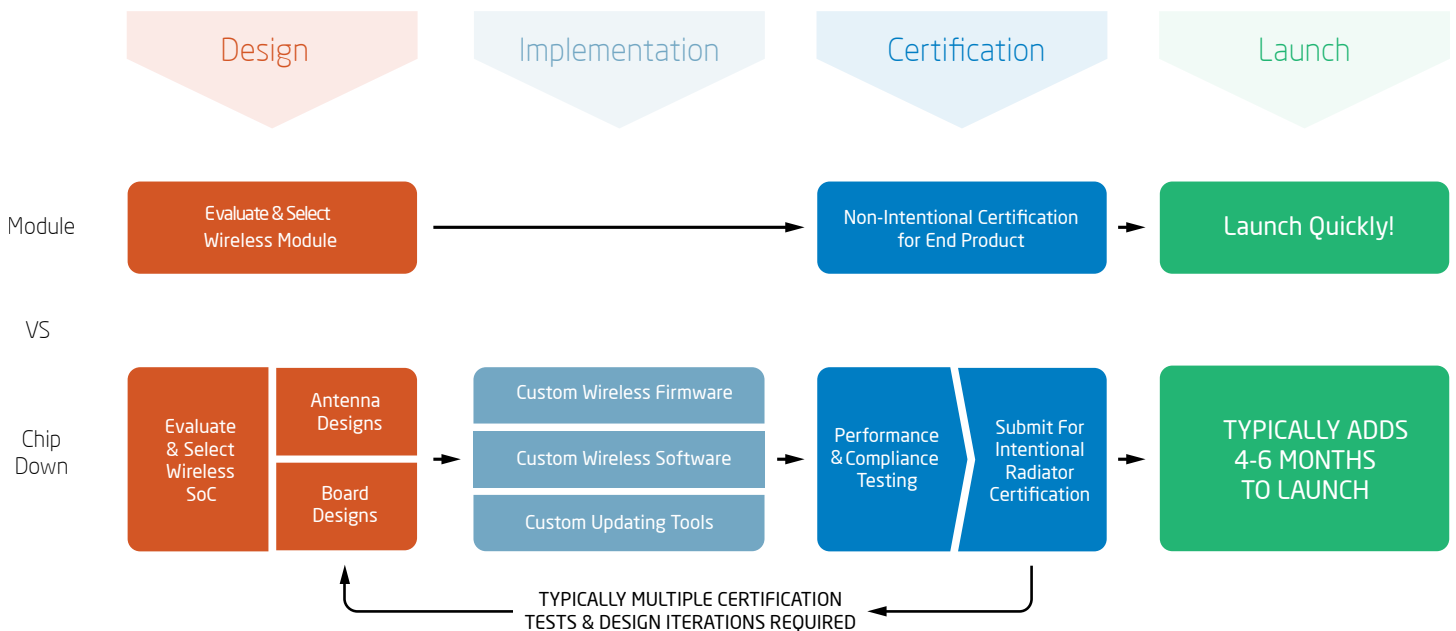 Design
Implementation
Certification
Launch
Module
Evaluate & Select
Wireless Module
Non-Intentional Certification
for End Product
Launch Quickly!
VS
Chip
Down
Evaluate
& Select
Wireless
SoC
Antenna
Designs
Board
Designs
Custom Wireless Firmware
Custom Wireless Software
Custom Updating Tools
Performance
& Compliance
Testing
Submit For
Intentional
Radiator
Certification
TYPICALLY ADDS
4-6 MONTHS
TO LAUNCH
TYPICALLY MULTIPLE CERTIFICATION
TESTS & DESIGN ITERATIONS REQUIRED